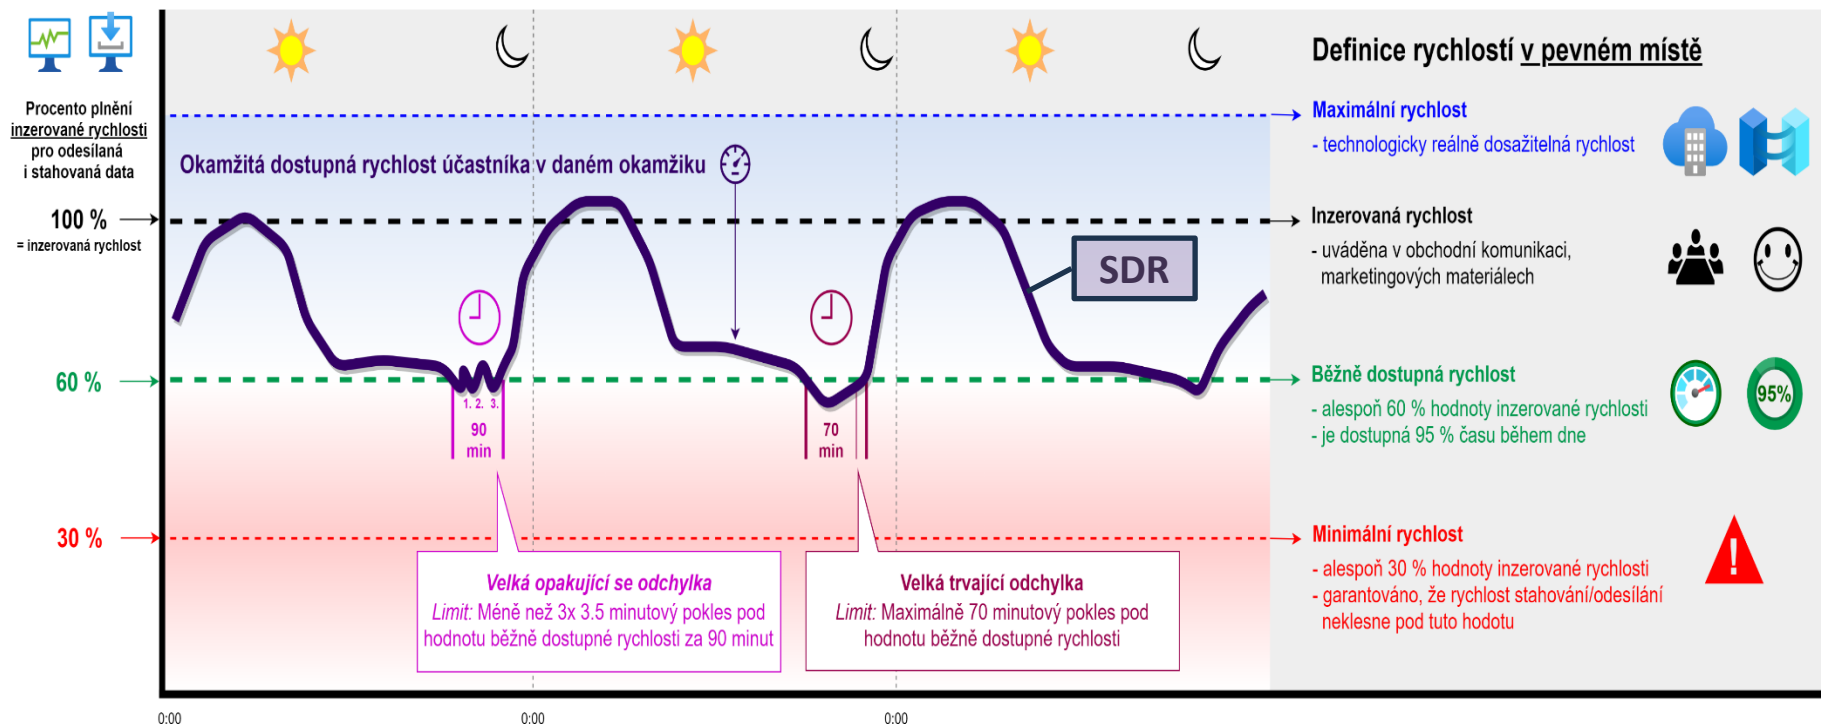 Procento plnění
inzerované rychlosti
pro odesílaná
i stahovaná data
100 %
= inzerovaná rychlost
60 %
30 %
Okamžitá dostupná rychlost účastníka v daném okamžiku
SDR
1. 2. 3.
90
min
70
min
Velká opakující se odchylka
Limit: Méně než 3x 3.5 minutový pokles pod
hodnotu běžně dostupné rychlosti za 90 minut
Velká trvající odchylka
Limit: Maximálně 70 minutový pokles pod
hodnotu běžně dostupné rychlosti
0:00
0:00
0:00
Definice rychlostí v pevném místě
Maximální rychlost
- technologicky reálně dosažitelná rychlost
Inzerovaná rychlost
- uváděna v obchodní komunikaci,
marketingových materiálech
Běžně dostupná rychlost
- alespoň 60 % hodnoty inzerované rychlosti
- je dostupná 95 % času během dne
95%
Minimální rychlost
- alespoň 30 % hodnoty inzerované rychlosti
- garantováno, že rychlost stahování/odesílání
neklesne pod tuto hodotu
!